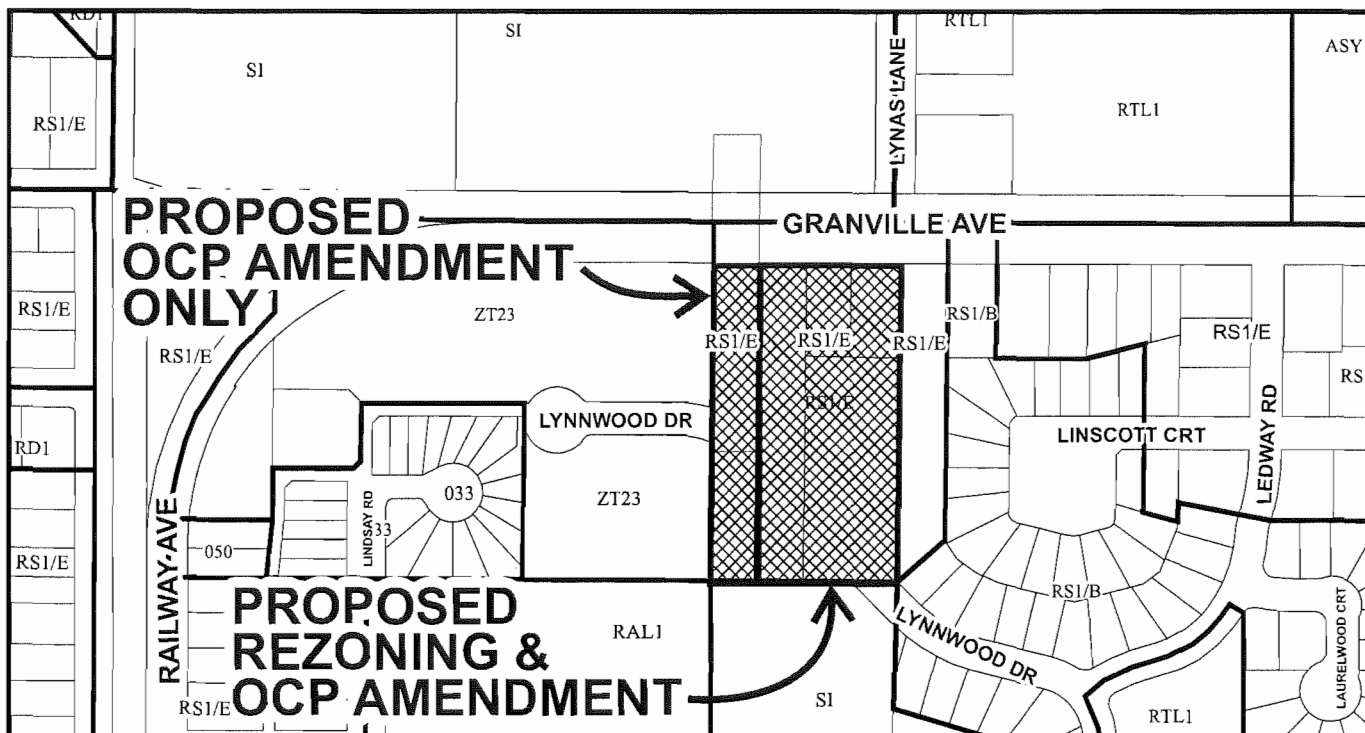 RD1
SI
SI
RTL1
ASY
RS1/E
LYNAS LANE
RTL1
PROPOSED
OCP AMENDMENT
ONLY
GRANVILLE AVE
RS1/E
RS1/E
ZT23
RS1/E
RS1/E
RS1/E
RS1/B
RS1/E
RS
RS1/E
LYNNWOOD DR
LINSCOTT CRT
LEDWAY RD
RD1
033
ZT23
LINDSAY RD
33
RAILWAY AVE
050
RS1/E
RS1/B
PROPOSED
REZONING &
OCP AMENDMENT
RAL1
LYNNWOOD DR
LAURELWOOD CRT
RS1/E
SI
RTL1